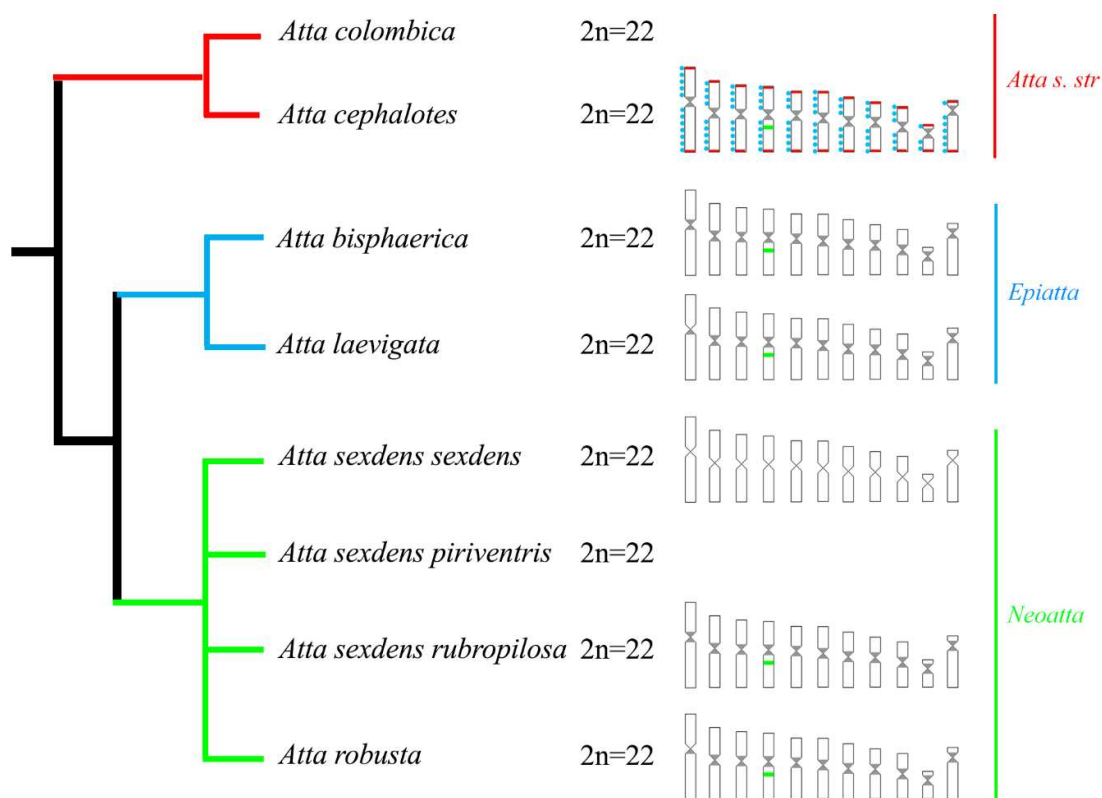 Atta colombica 2n=22
Atta cephalotes 2n=22
Atta s. str
Atta bisphaerica 2n=22
Epiatta
Atta laevigata 2n=22
Atta sexdens sexdens 2n=22
Atta sexdens piriventris 2n=22
Neoatta
Atta sexdens rubropilosa 2n=22
Atta robusta 2n=22